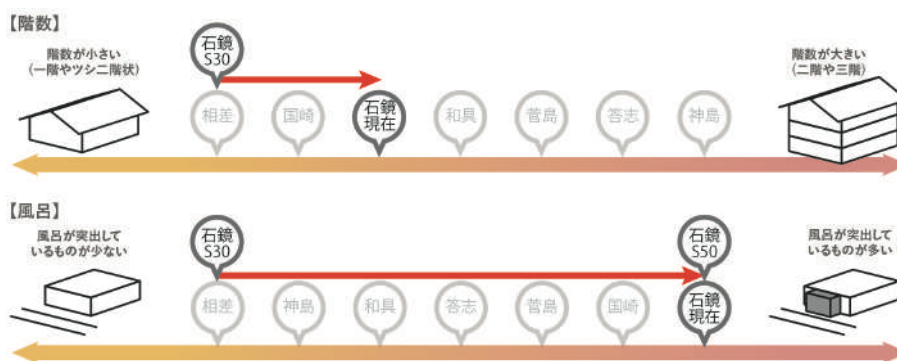 【階数】
階数が小さい
(一階やツシ二階状)
石鏡
S30
階数が大きい
(二階や三階)
相差
国崎
石鏡
現在
和具
菅島
答志
神島
【風呂】
風呂が突出して
いるものが少ない
石鏡
S30
石鏡
S50
風呂が突出して
いるものが多い
相差
神島
和具
答志
菅島
国崎
石鏡
現在